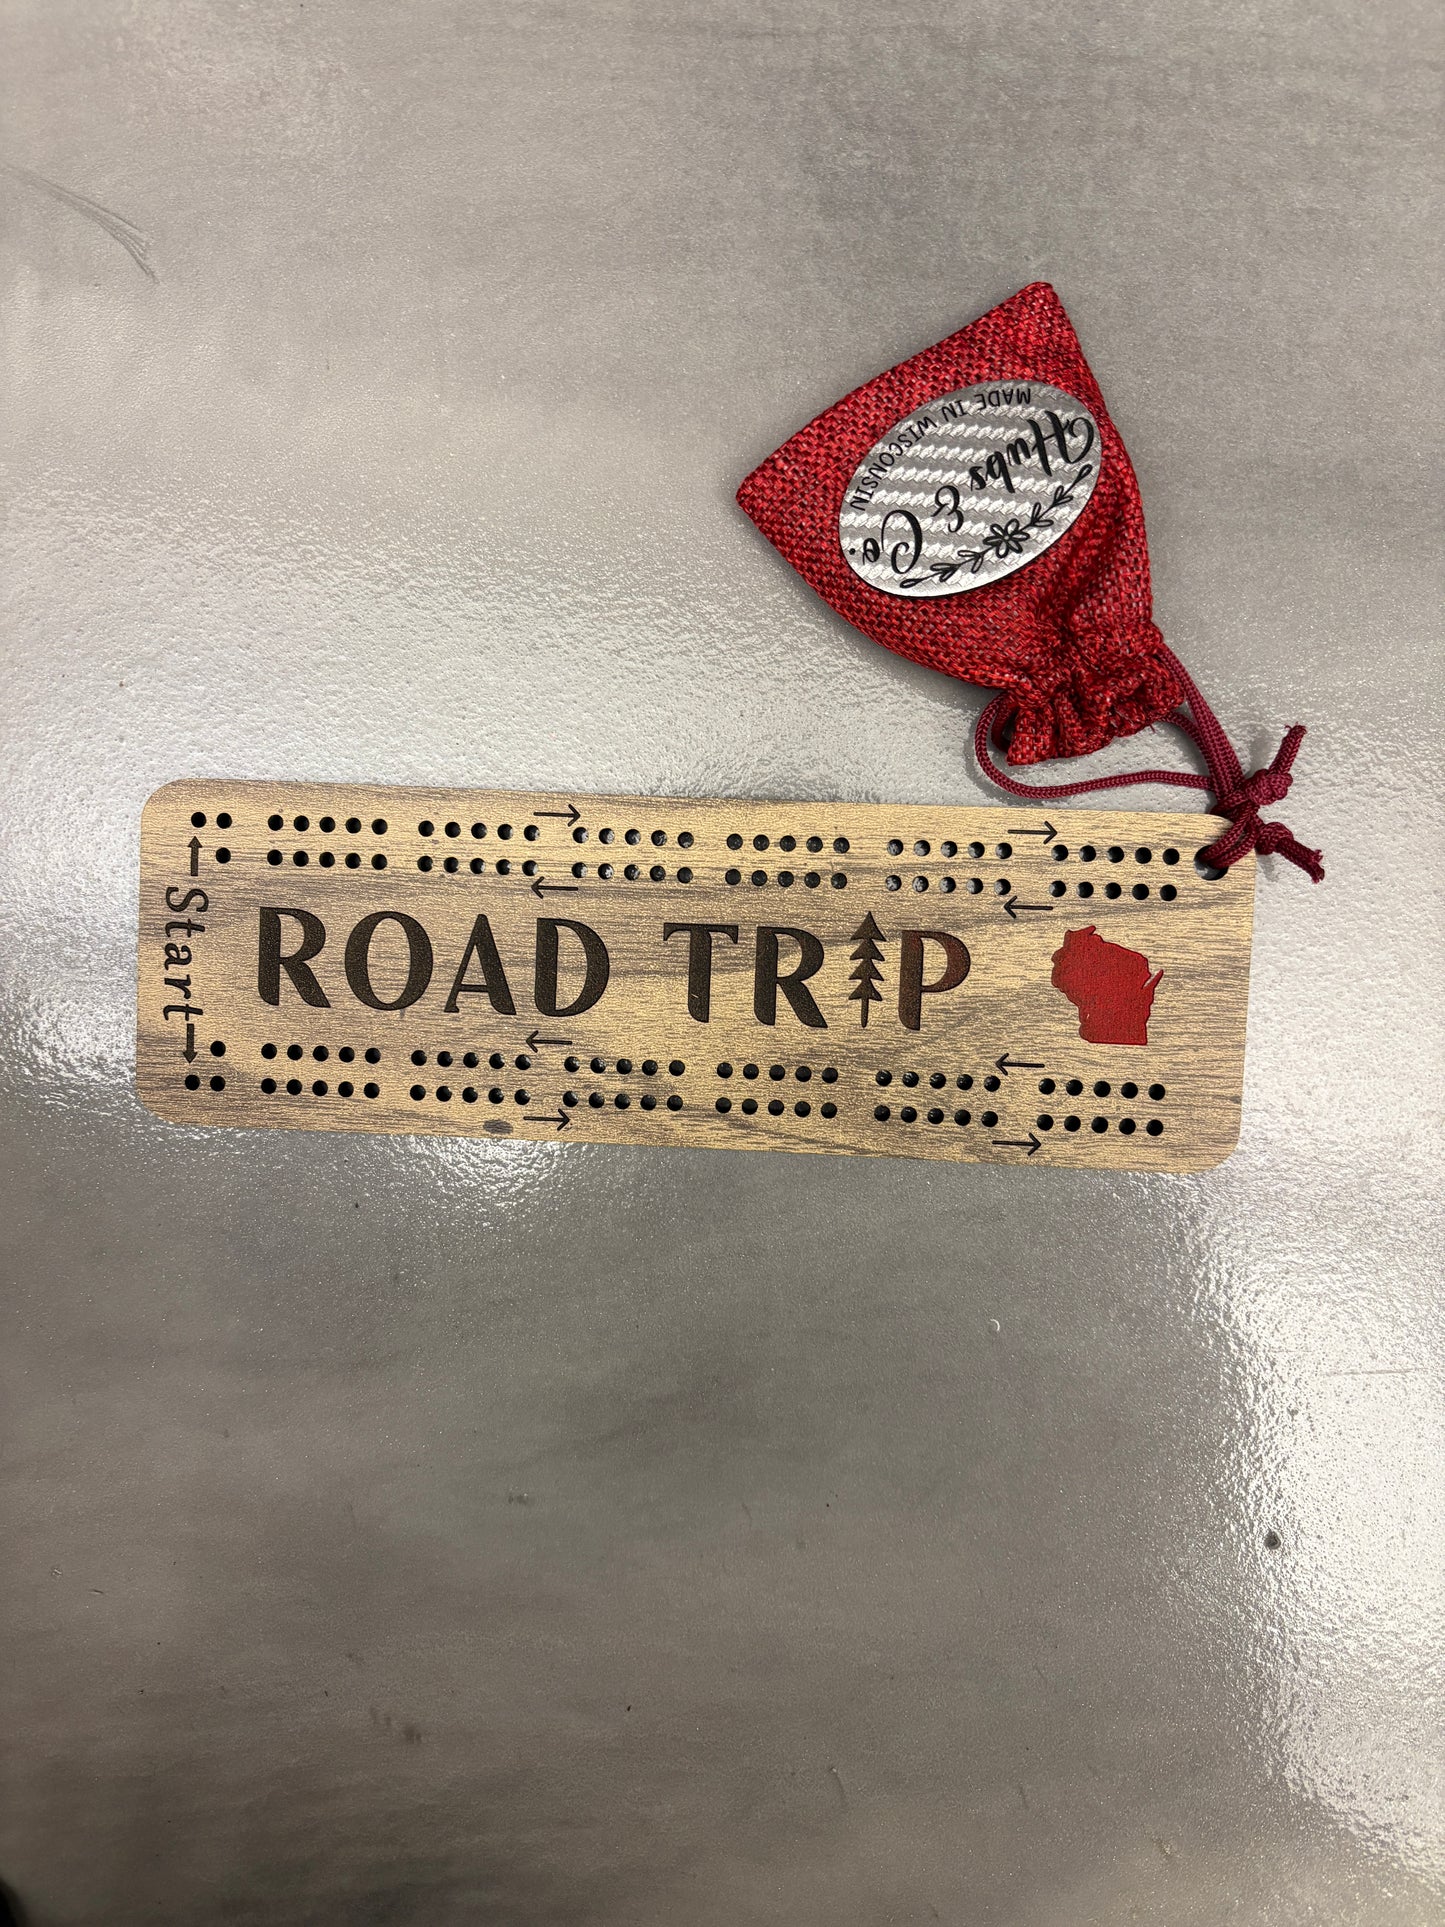 Hubs & Co.
MADE IN WISCONSIN
Start
ROAD TRIP